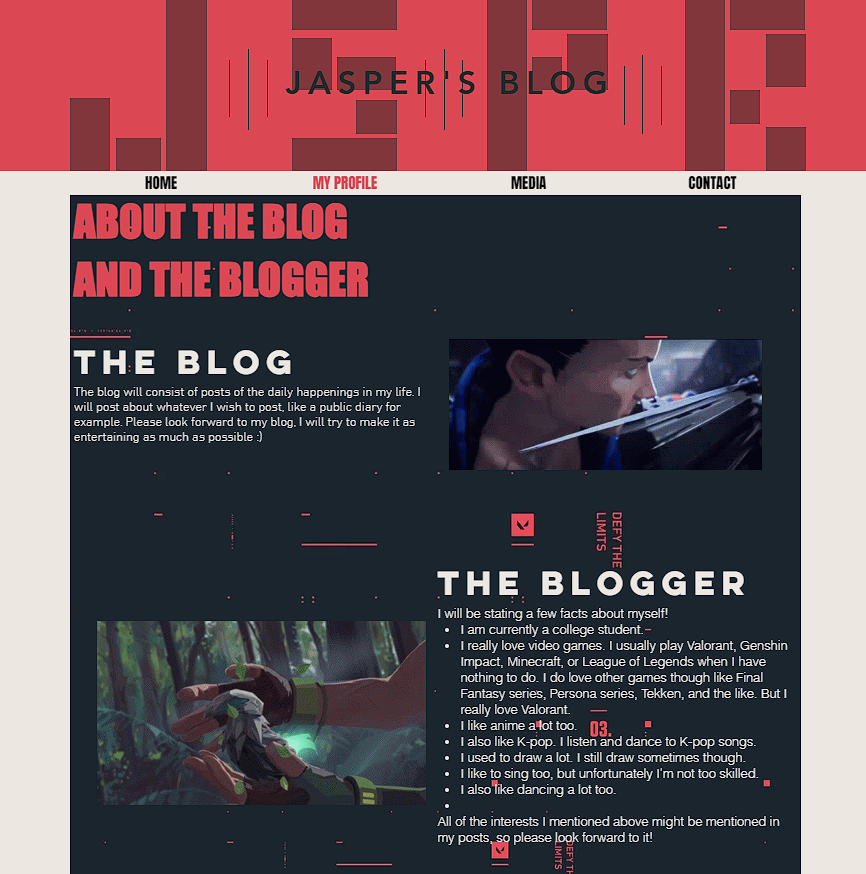 JASPER'S BLOG
HOME
MY PROFILE
MEDIA
CONTACT
ABOUT THE BLOG
AND THE BLOGGER
THE BLOG
The blog will consist of posts of the daily happenings in my life. I
will post about whatever I wish to post, like a public diary for
example. Please look forward to my blog, I will try to make it as
entertaining as much as possible :)
DEFY THE
LIMITS
THE BLOGGER
I will be stating a few facts about myself!
• I am currently a college student.
• I really love video games. I usually play Valorant, Genshin
Impact, Minecraft, or League of Legends when I have
nothing to do. I do love other games though like Final
Fantasy series, Persona series, Tekken, and the like. But I
really love Valorant.
• I like anime a lot too.
03.
• I also like K-pop. I listen and dance to K-pop songs.
• I used to draw a lot. I still draw sometimes though.
• I like to sing too, but unfortunately I'm not too skilled.
• I also like dancing a lot too.
•
All of the interests I mentioned above might be mentioned in
my posts, so please look forward to it!
DEFY TH
LIMITS